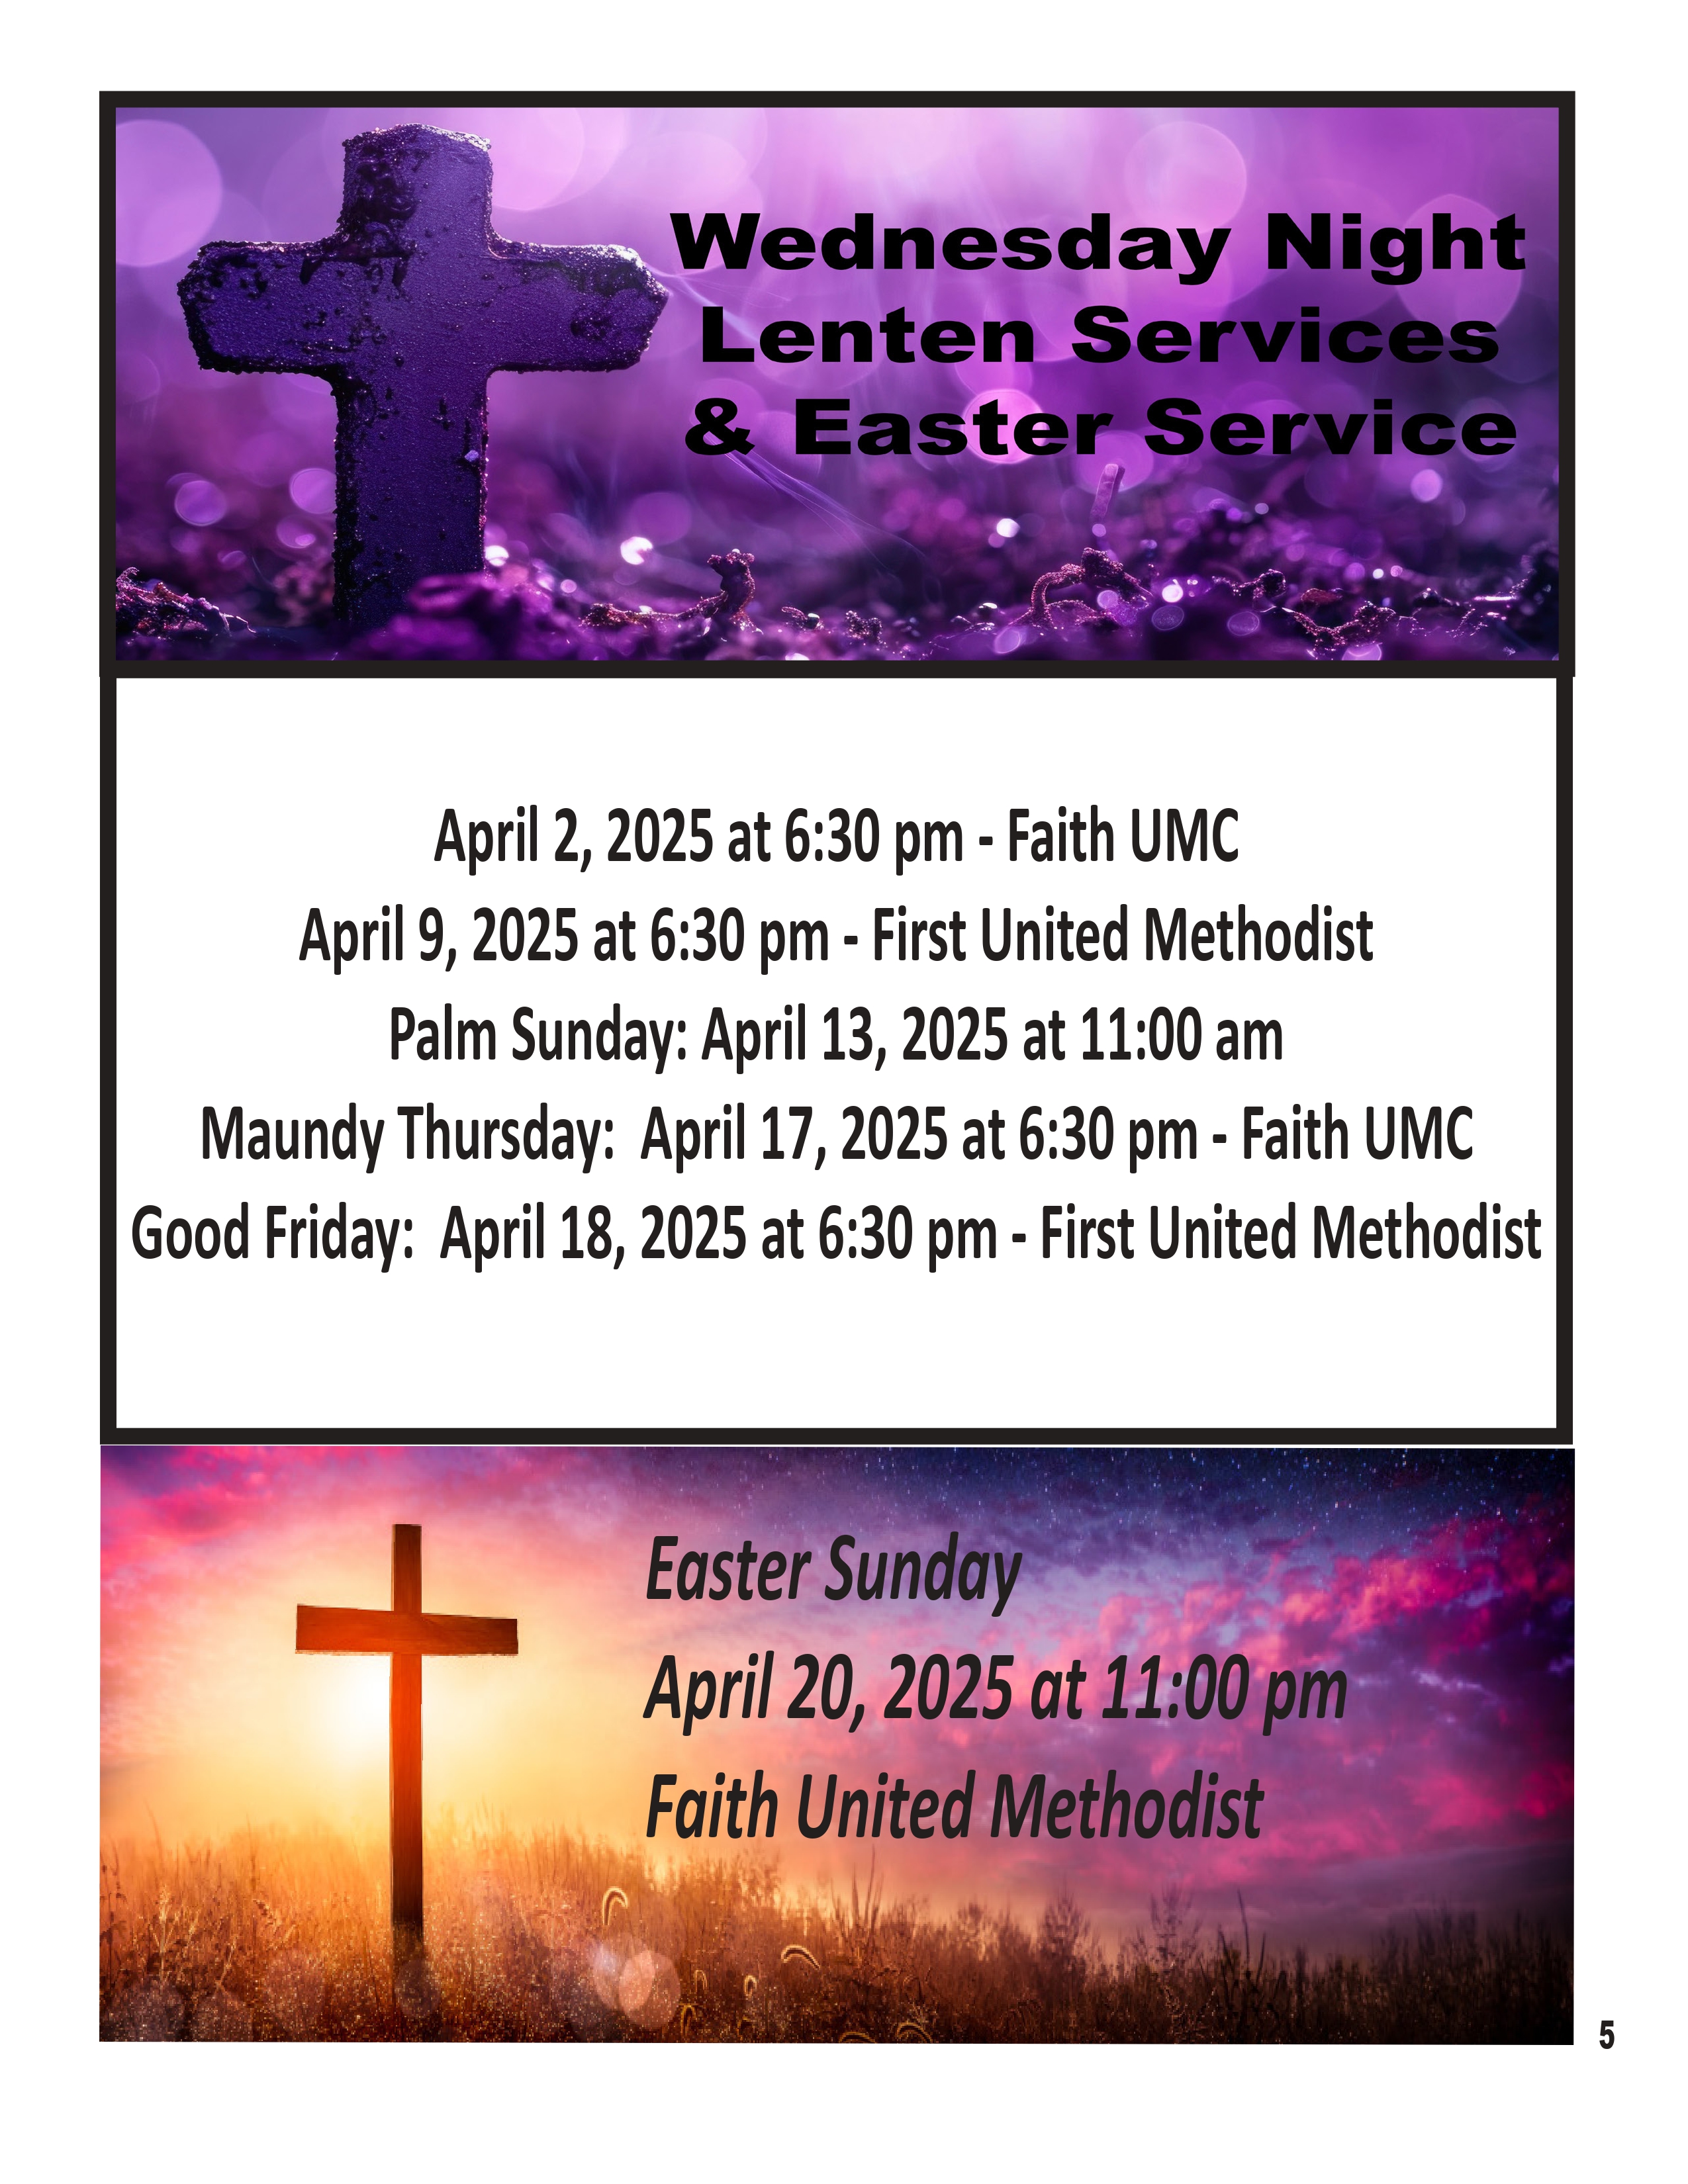 Wednesday Night
Lenten Services
& Easter Service
April 2, 2025 at 6:30 pm - Faith UMC
April 9, 2025 at 6:30 pm - First United Methodist
Palm Sunday: April 13, 2025 at 11:00 am
Maundy Thursday:  April 17, 2025 at 6:30 pm - Faith UMC
Good Friday:  April 18, 2025 at 6:30 pm - First United Methodist
Easter Sunday
April 20, 2025 at 11:00 pm
Faith United Methodist
5